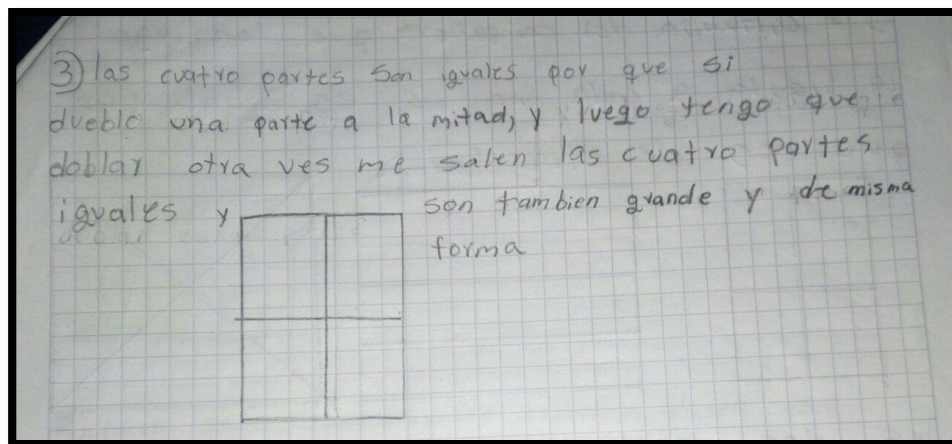 3) las cuatro partes son iguales por que si
dueblo una parte a la mitad, y luego tengo que
doblar otra ves me salen las cuatro partes
iguales y son tambien grande y de misma
forma